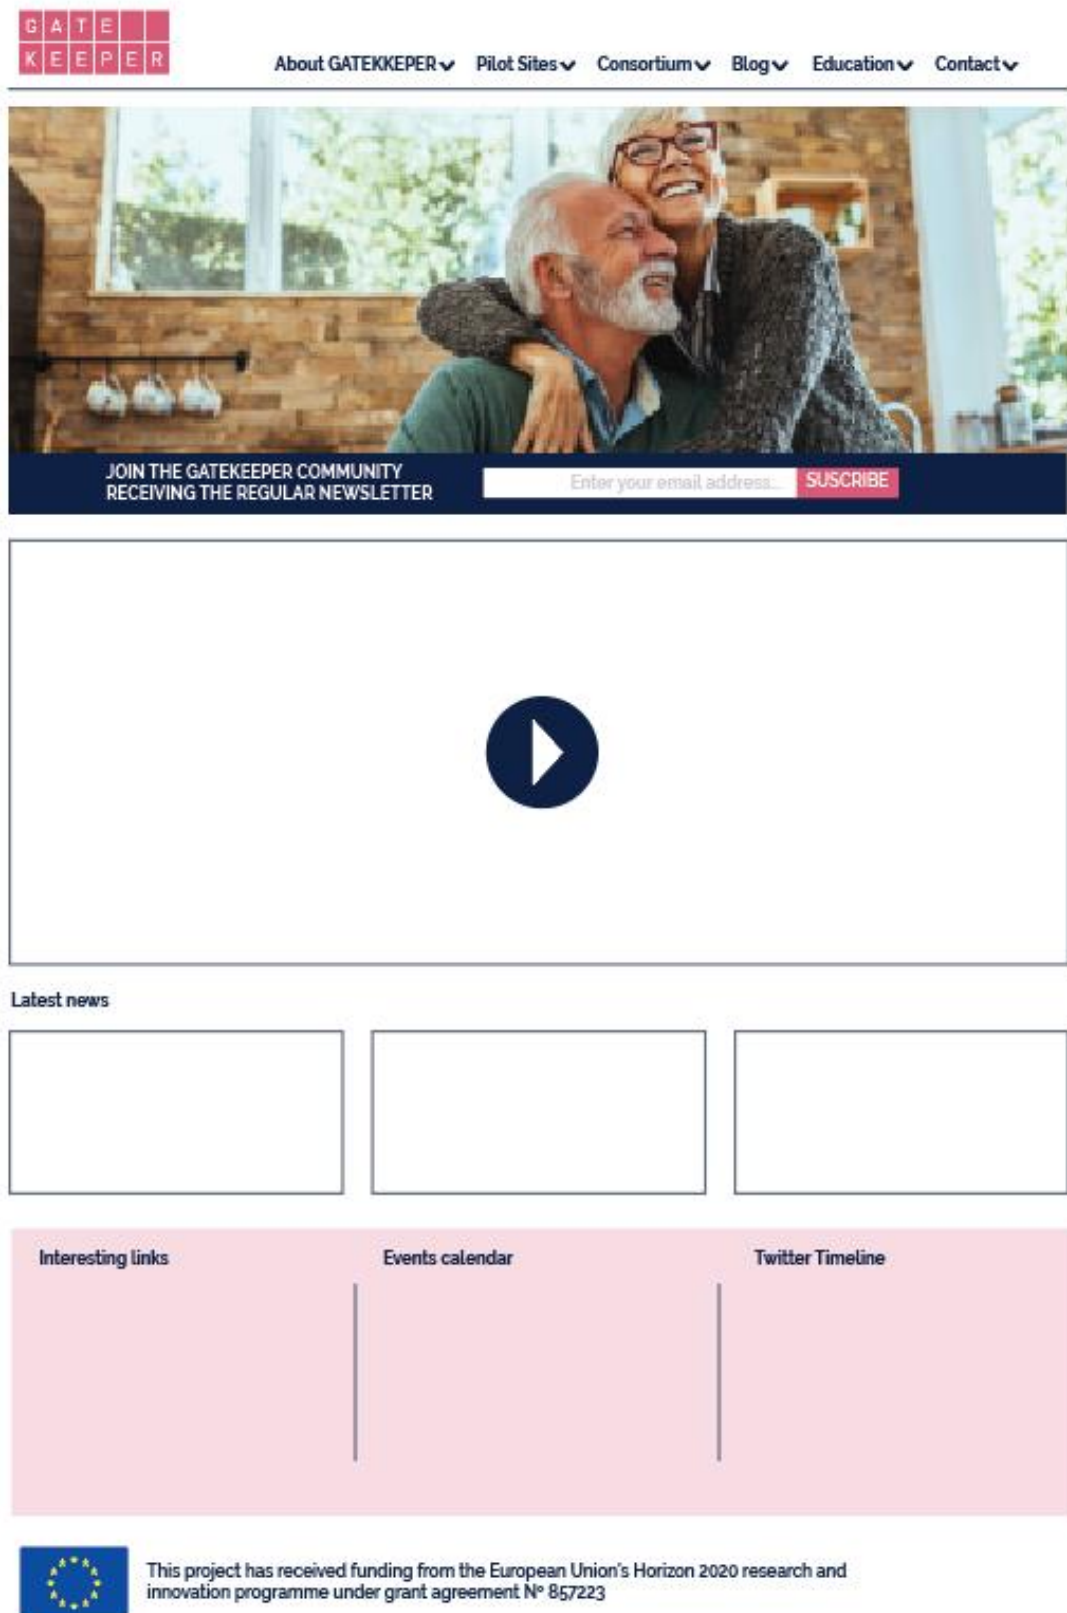 GATE
KEEPER
About GATEKKEPER Pilot Sites Consortium Blog Education Contact
JOIN THE GATEKEEPER COMMUNITY
RECEIVING THE REGULAR NEWSLETTER
Enter your email address... SUSCRIBE
Latest news
Interesting links Events calendar Twitter Timeline
This project has received funding from the European Union's Horizon 2020 research and
innovation programme under grant agreement Nº 857223